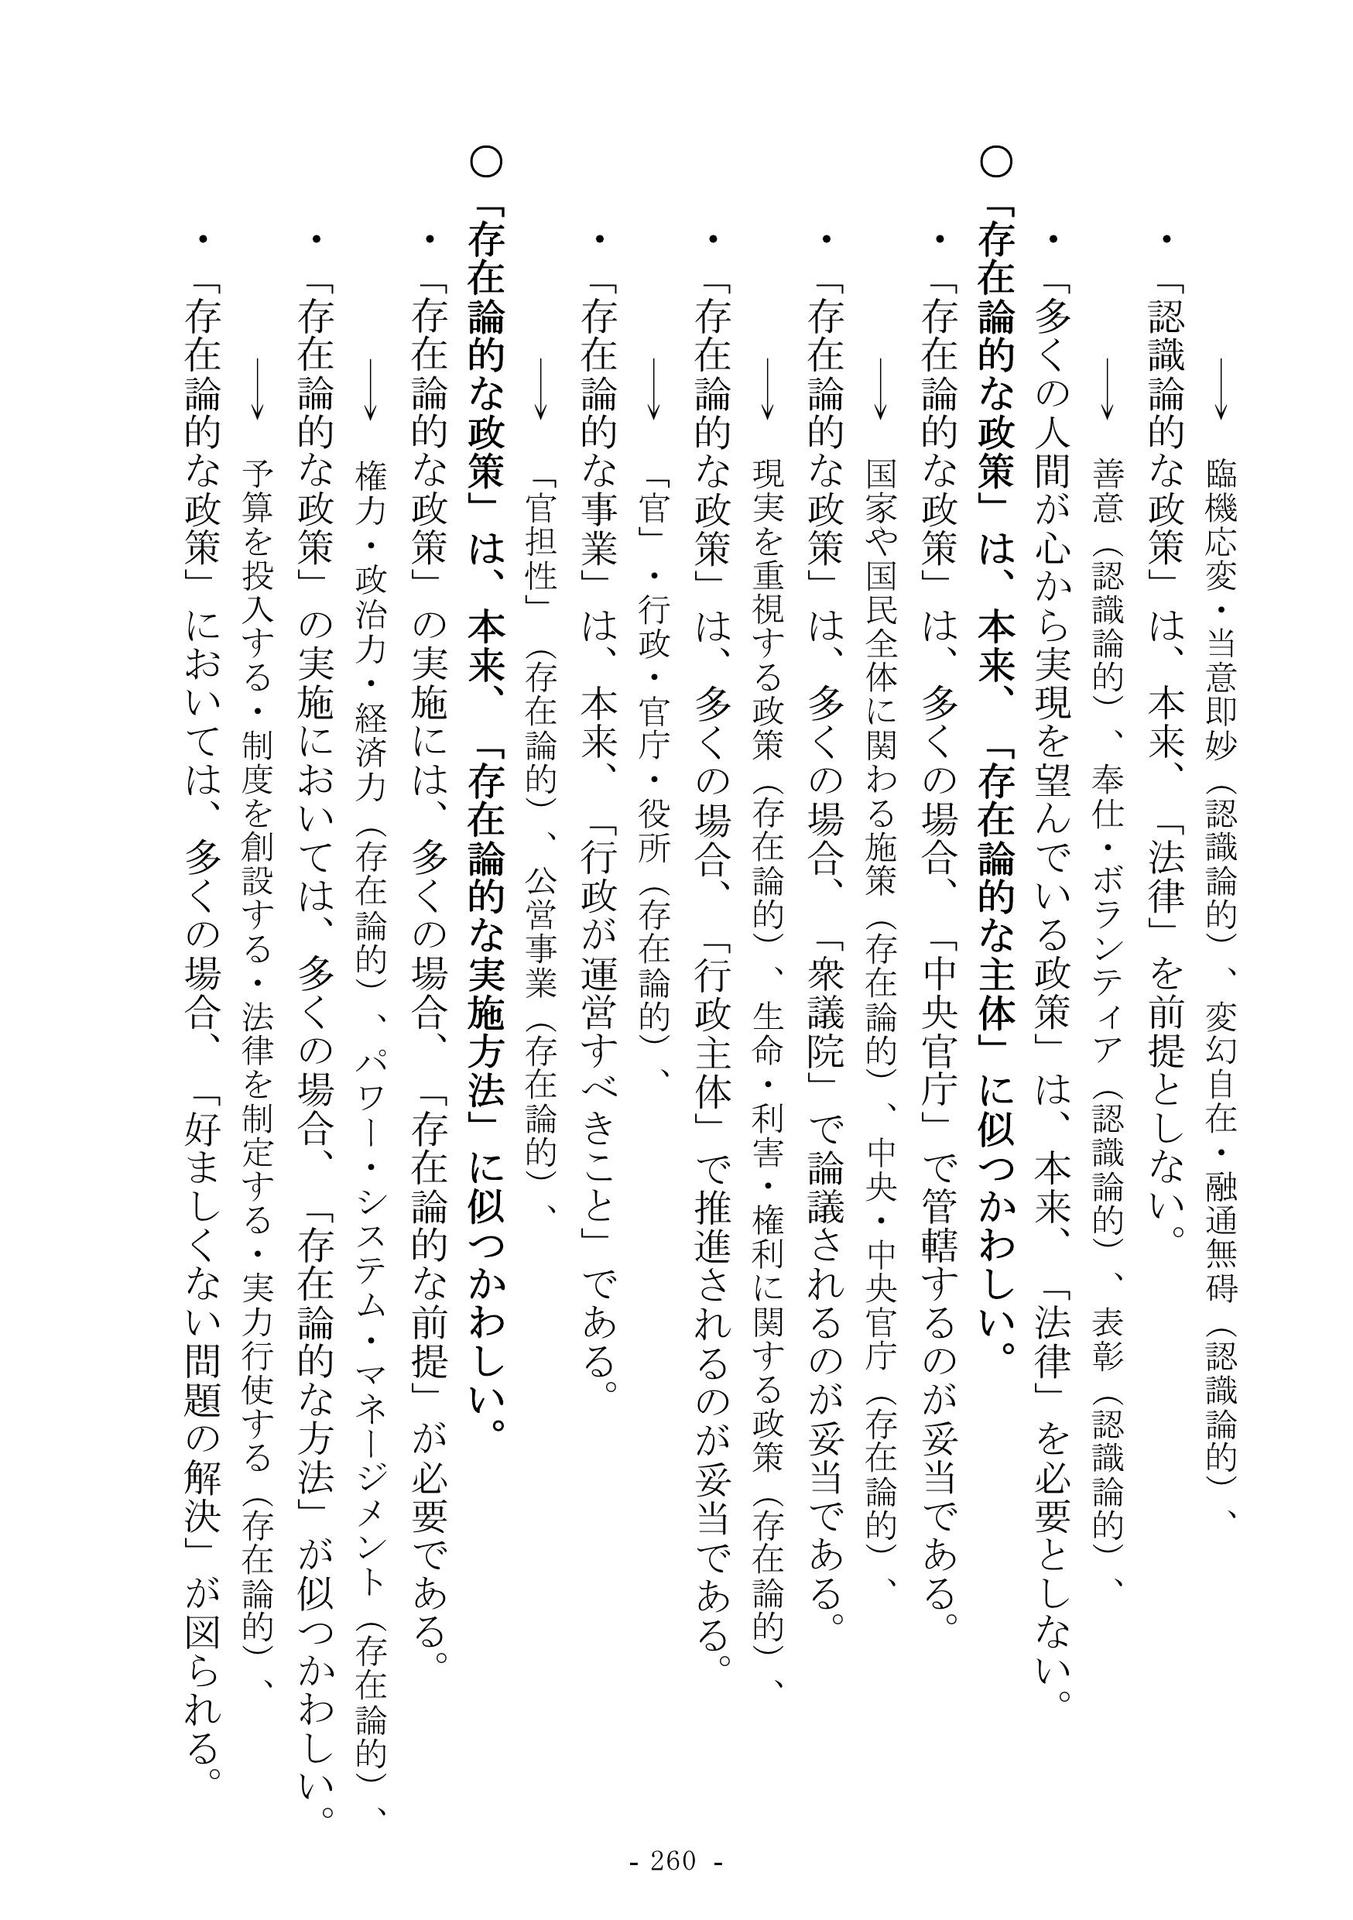 → 臨機応変・当意即妙（認識論的）、変幻自在・融通無碍（認識論的）、
・「認識論的な政策」は、本来、「法律」を前提としない。
→ 善意（認識論的）、奉仕・ボランティア（認識論的）、表彰（認識論的）、
・「多くの人間が心から実現を望んでいる政策」は、本来、「法律」を必要としない。
○「存在論的な政策」は、本来、「存在論的な主体」に似つかわしい。
・「存在論的な政策」は、多くの場合、「中央官庁」で管轄するのが妥当である。
→ 国家や国民全体に関わる施策（存在論的）、中央・中央官庁（存在論的）、
・「存在論的な政策」は、多くの場合、「衆議院」で論議されるのが妥当である。
→ 現実を重視する政策（存在論的）、生命・利害・権利に関する政策（存在論的）、
・「存在論的な政策」は、多くの場合、「行政主体」で推進されるのが妥当である。
→ 「官」・行政・官庁・役所（存在論的）、
・「存在論的な事業」は、本来、「行政が運営すべきこと」である。
→ 「官担性」（存在論的）、公営事業（存在論的）、
○「存在論的な政策」は、本来、「存在論的な実施方法」に似つかわしい。
・「存在論的な政策」の実施には、多くの場合、「存在論的な前提」が必要である。
→ 権力・政治力・経済力（存在論的）、パワー・システム・マネージメント（存在論的）、
・「存在論的な政策」の実施においては、多くの場合、「存在論的な方法」が似つかわしい。
→ 予算を投入する・制度を創設する・法律を制定する・実力行使する（存在論的）、
・「存在論的な政策」においては、多くの場合、「好ましくない問題の解決」が図られる。
- 260 -